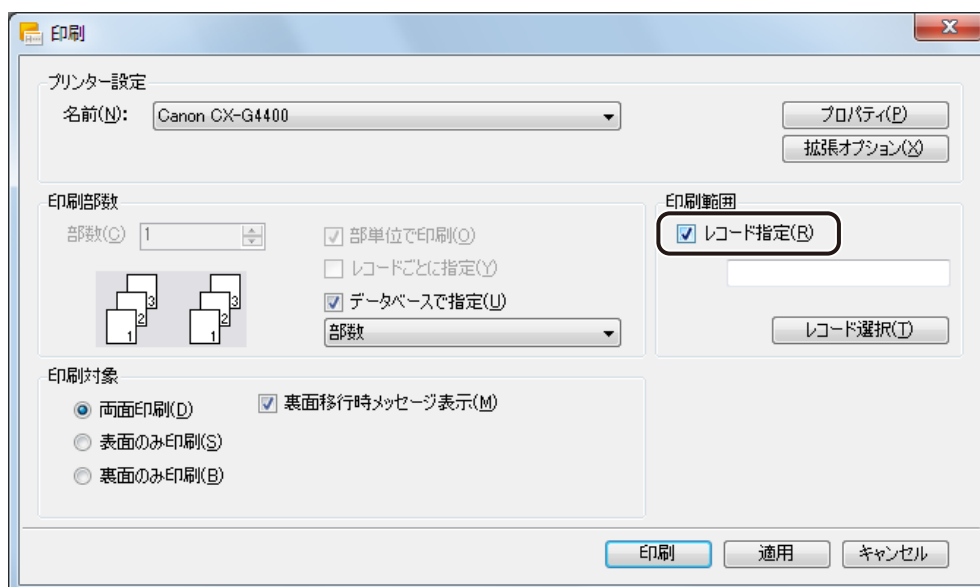 印刷
プリンター設定
名前(N): Canon CX-G4400
プロパティ(P)
拡張オプション(X)
印刷部数
部数(C) 1
部単位で印刷(O)
レコードごとに指定(Y)
データベースで指定(U)
部数
1 2 3
1 2 3
印刷範囲
レコード指定(R)
レコード選択(T)
印刷対象
両面印刷(D)
裏面移行時メッセージ表示(M)
表面のみ印刷(S)
裏面のみ印刷(B)
印刷 適用 キャンセル